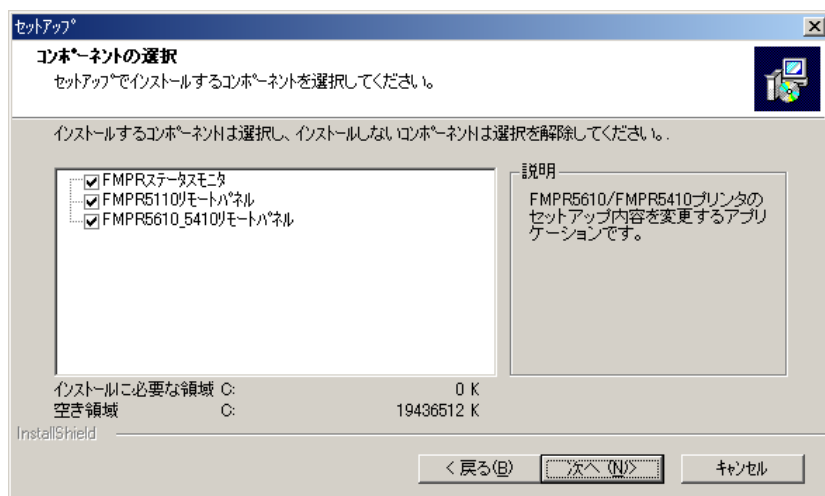 セットアップ
コンポーネントの選択
セットアップでインストールするコンポーネントを選択してください。
インストールするコンポーネントは選択し、インストールしないコンポーネントは選択を解除してください。.
FMPRステータスモニタ
FMPR5110リモートパネル
FMPR5610_5410リモートパネル
説明
FMPR5610/FMPR5410プリンタの
セットアップ内容を変更するアプリ
ケーションです。
インストールに必要な領域 C: 0 K
空き領域 C: 19436512 K
InstallShield
< 戻る(B) 次へ (N)> キャンセル